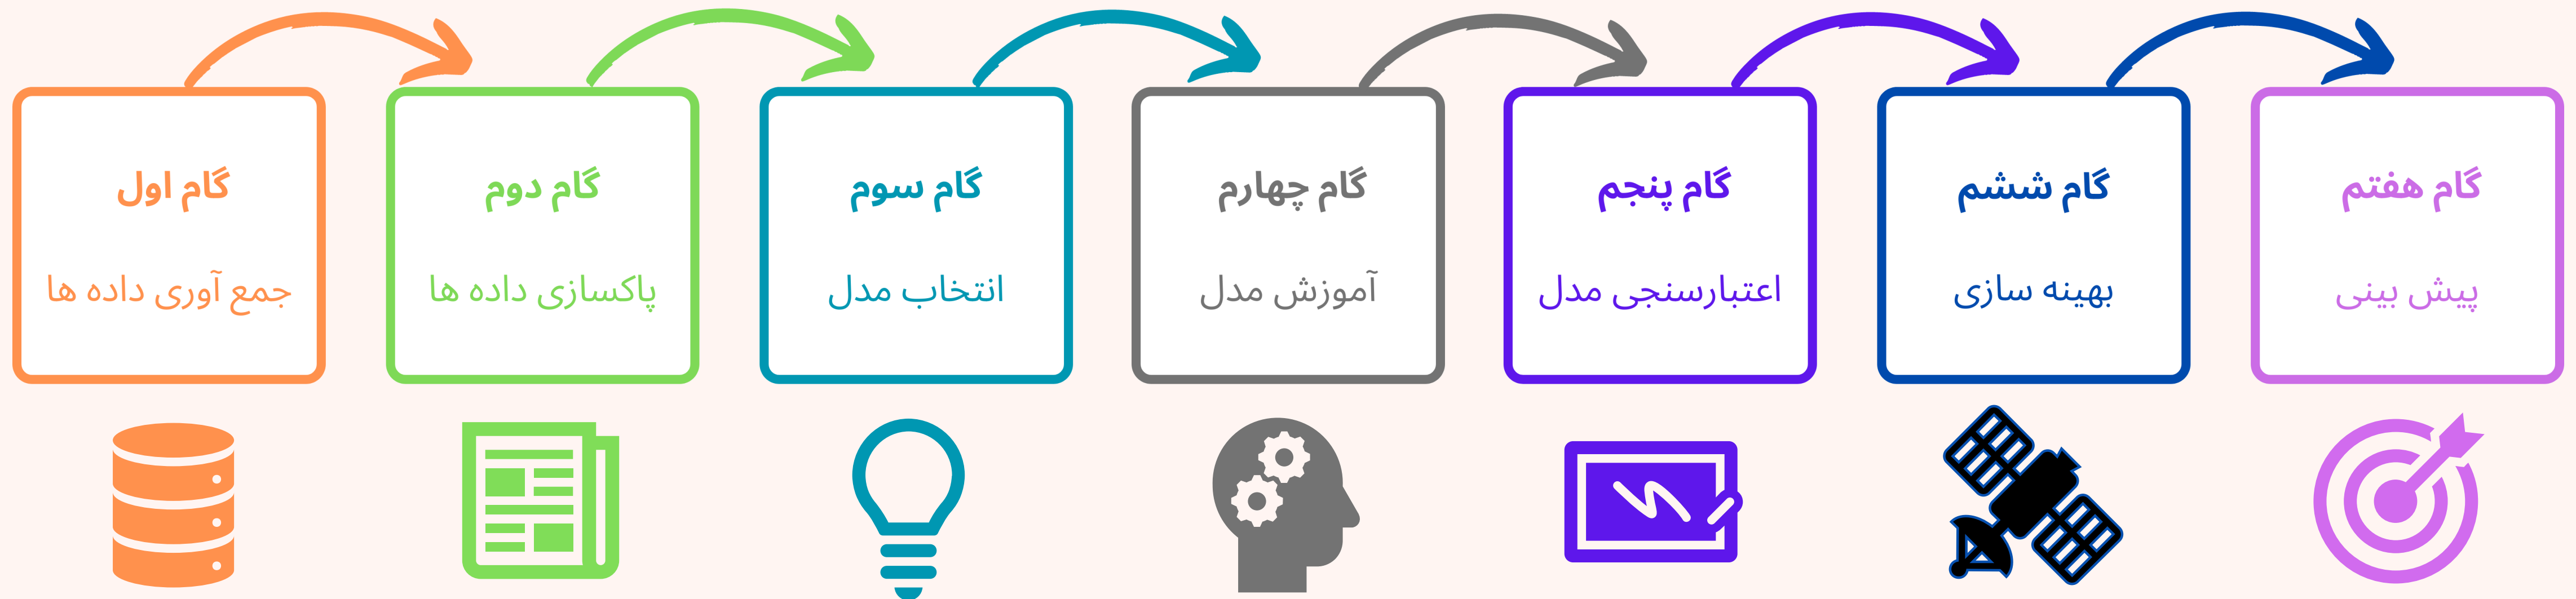 گام اول
جمع آوری داده ها
گام دوم
پاکسازی داده ها
گام سوم
انتخاب مدل
گام چهارم
آموزش مدل
گام پنجم
اعتبارسنجی مدل
گام ششم
بهینه سازی
گام هفتم
پیش بینی